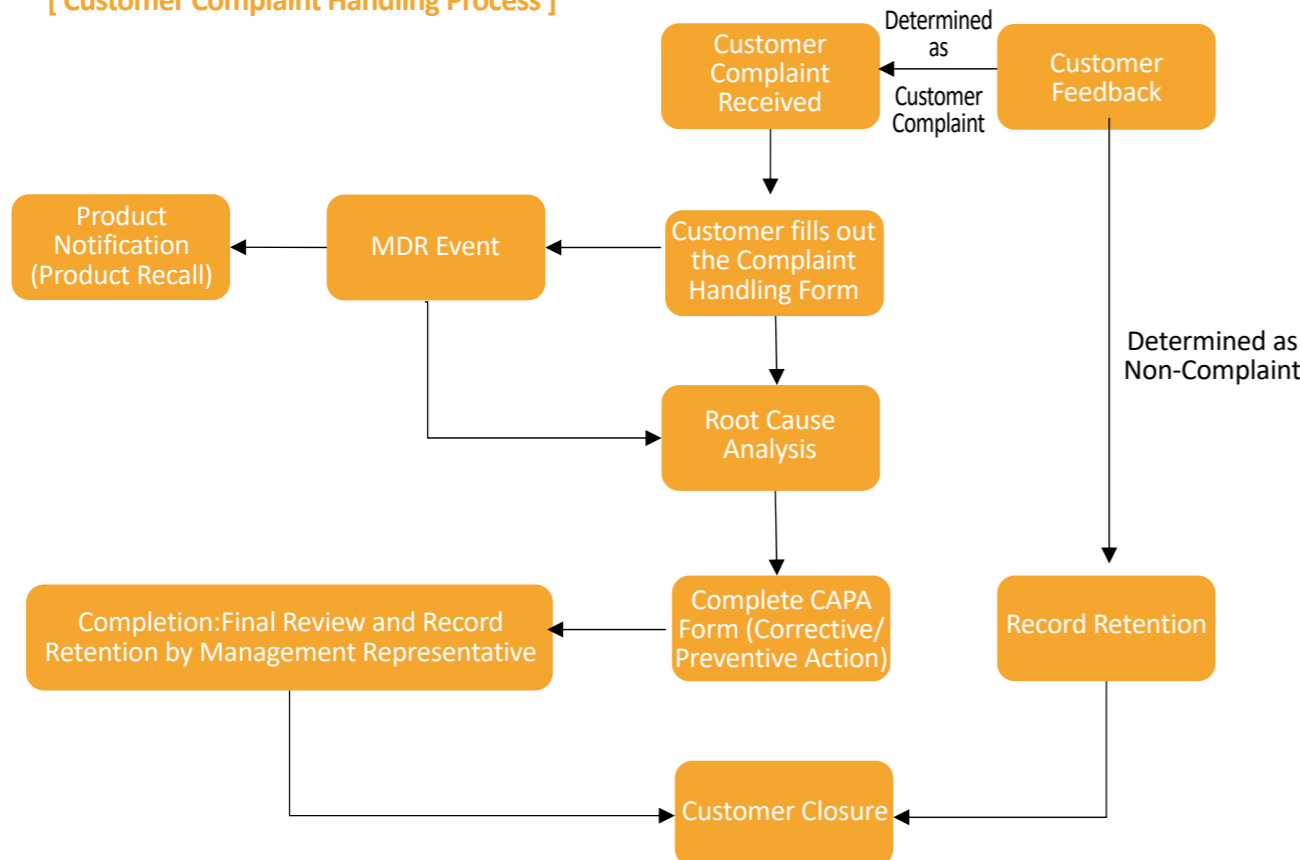 [ Customer Complaint Handling Process ]
Customer
Complaint
Received
Determined
as
Customer
Complaint
Customer
Feedback
Product
Notification
(Product Recall)
MDR Event
Customer fills out
the Complaint
Handling Form
Determined as
Non-Complaint
Root Cause
Analysis
Completion:Final Review and Record
Retention by Management Representative
Complete CAPA
Form (Corrective/
Preventive Action)
Record Retention
Customer Closure